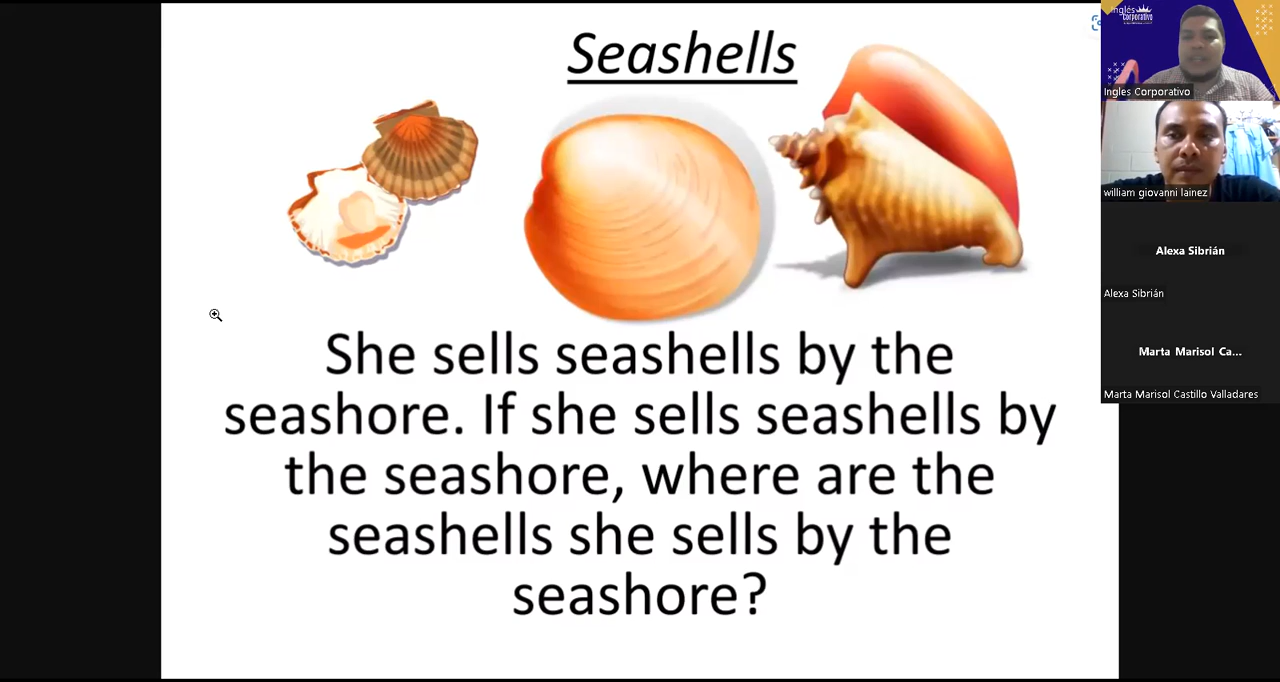 Seashells
She sells seashells by the
seashore. If she sells seashells by
the seashore, where are the
seashells she sells by the
seashore?
Inglés
Corporativo
Ingles Corporativo
william giovanni lainez
Alexa Sibrián
Alexa Sibrián
Marta Marisol Ca...
Marta Marisol Castillo Valladares